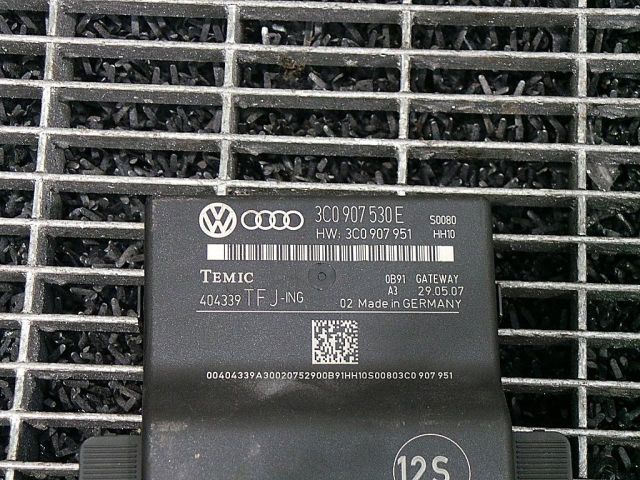 3C0 907 530 E S0080
HW: 3C0 907 951 HH10
TEMIC 0B91 GATEWAY
404339 TFJ-ING A3 29.05.07
02 Made in GERMANY
00404339A30020752900B91HH10S00803C0 907 951
12S